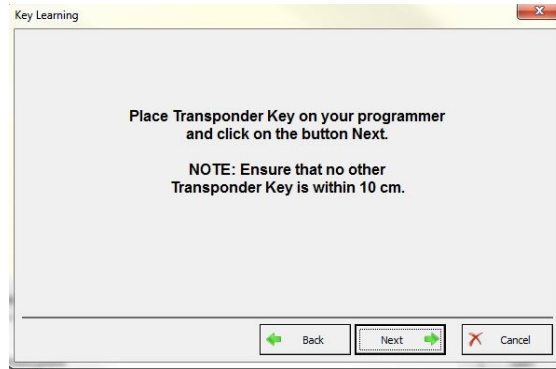 Key Learning
Place Transponder Key on your programmer
and click on the button Next.
NOTE: Ensure that no other
Transponder Key is within 10 cm.
Back
Next
Cancel